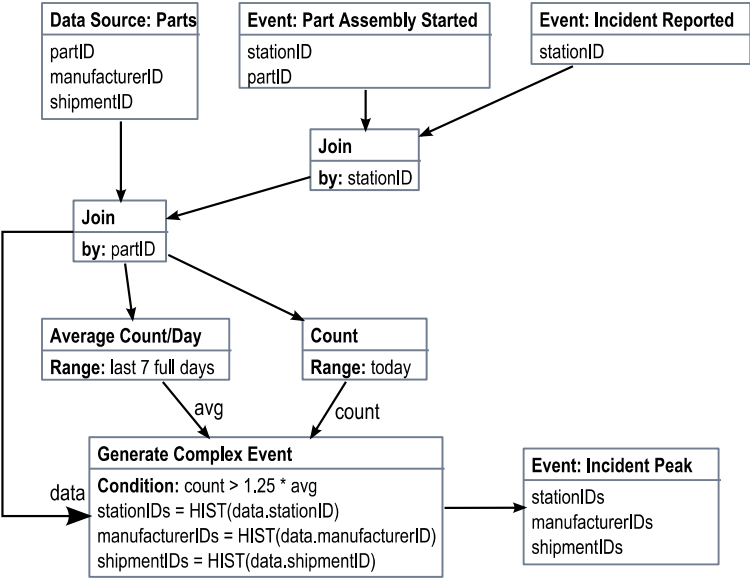 Data Source: Parts
partID
manufacturerID
shipmentID
Event: Part Assembly Started
stationID
partID
Event: Incident Reported
stationID
Join
by: stationID
Join
by: partID
Average Count/Day
Range: last 7 full days
Count
Range: today
avg
count
data
Generate Complex Event
Condition: count > 1.25 * avg
stationIDs = HIST(data.stationID)
manufacturerIDs = HIST(data.manufacturerID)
shipmentIDs = HIST(data.shipmentID)
Event: Incident Peak
stationIDs
manufacturerIDs
shipmentIDs